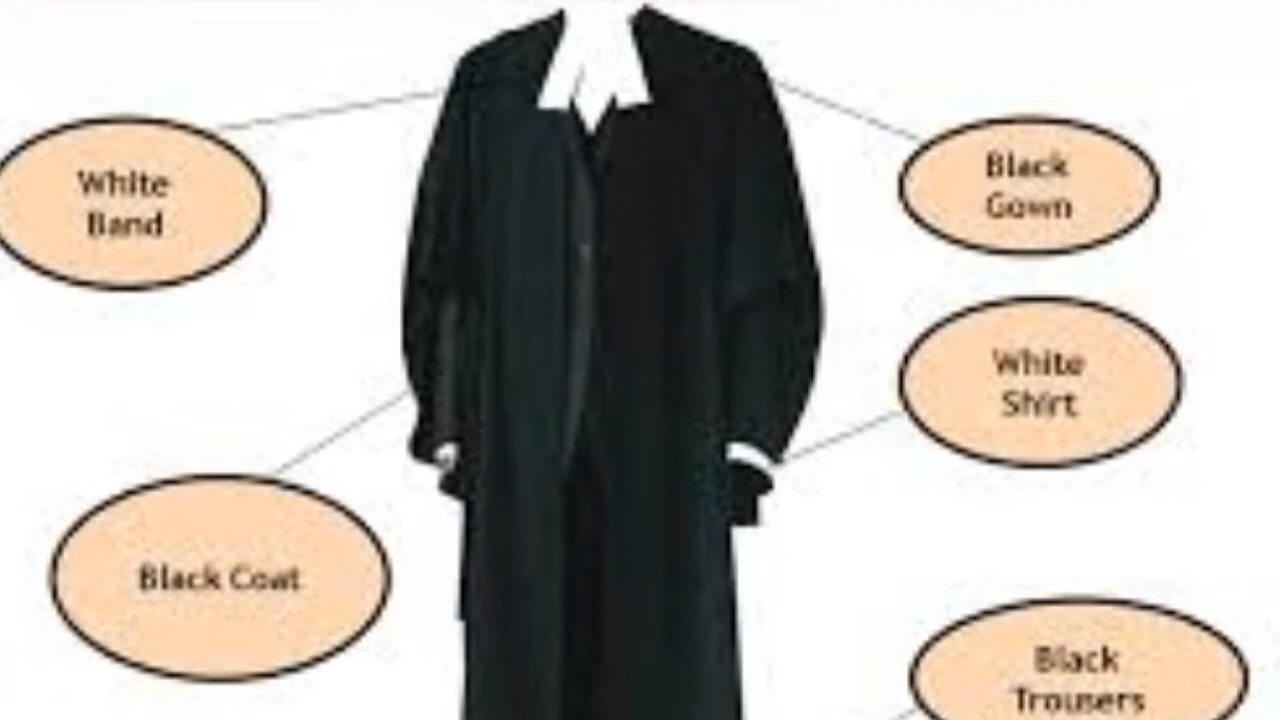 White
Band
Black
Gown
White
Shirt
Black Coat
Black
Trousers